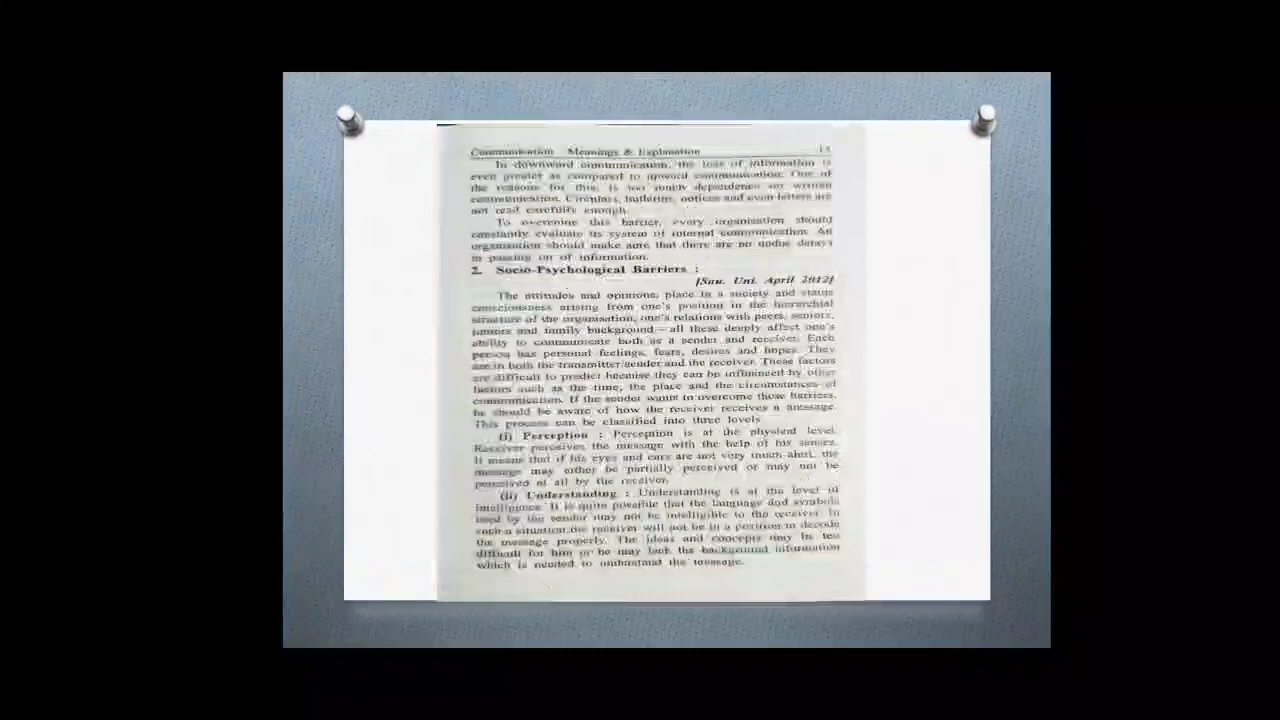 Communication Meanings & Explanation 13
In downward communication, the loss of information is
even greater as compared to upward communication. One of
the reasons for this, is too much dependence on written
communication. Circulars, bulletins, notices and even letters are
not read carefully enough.
To overcome this barrier, every organisation should
constantly evaluate its system of internal communication. An
organisation should make sure that there are no undue delays
in passing on of information.
2. Socio-Psychological Barriers :
[Sau. Uni. April 2012]
The attitudes and opinions, place in a society and status
consciousness arising from one's position in the hierarchial
structure of the organisation, one's relations with peers, seniors,
juniors and family background – all these deeply affect one's
ability to communicate both as a sender and receiver. Each
person has personal feelings, fears, desires and hopes. They
are in both the transmitter/sender and the receiver. These factors
are difficult to predict because they can be influenced by other
factors such as the time, the place and the circumstances of
communication. If the sender wants to overcome those barriers,
he should be aware of how the receiver receives a message.
This process can be classified into three levels
(i) Perception : Perception is at the physical level.
Receiver perceives the message with the help of his senses.
It means that if his eyes and ears are not very much alert, the
message may either be partially perceived or may not be
perceived at all by the receiver.
(ii) Understanding : Understanding is at the level of
intelligence. It is quite possible that the language and symbols
used by the sender may not be intelligible to the receiver. In
such a situation, the receiver will not be in a position to decode
the message properly. The ideas and concepts may be too
difficult for him or he may lack the background information
which is needed to understand the message.